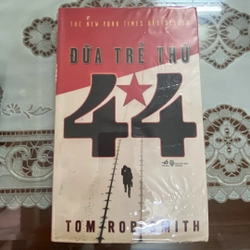 THE NEW YORK TIMES BESTSELLER
ĐỨA TRẺ THỨ
44
TOM ROB SMITH